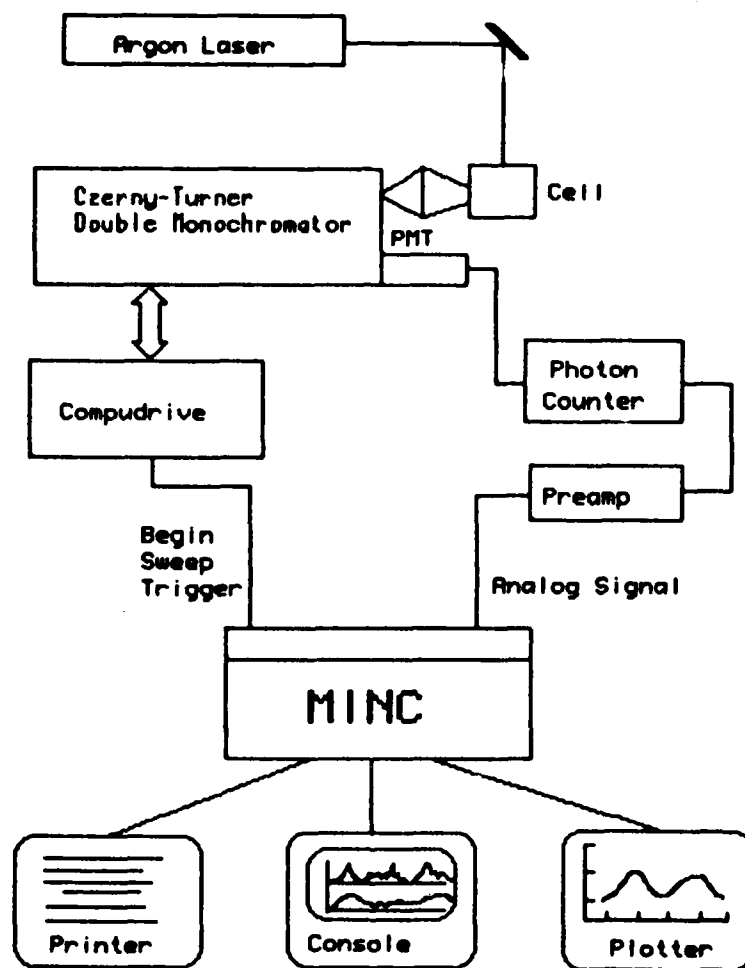 Argon Laser
Czerny-Turner
Double Monochromator
Cell
PMT
Photon
Counter
Compudrive
Preamp
Begin
Sweep
Trigger
Analog Signal
MINC
Printer
Console
Plotter